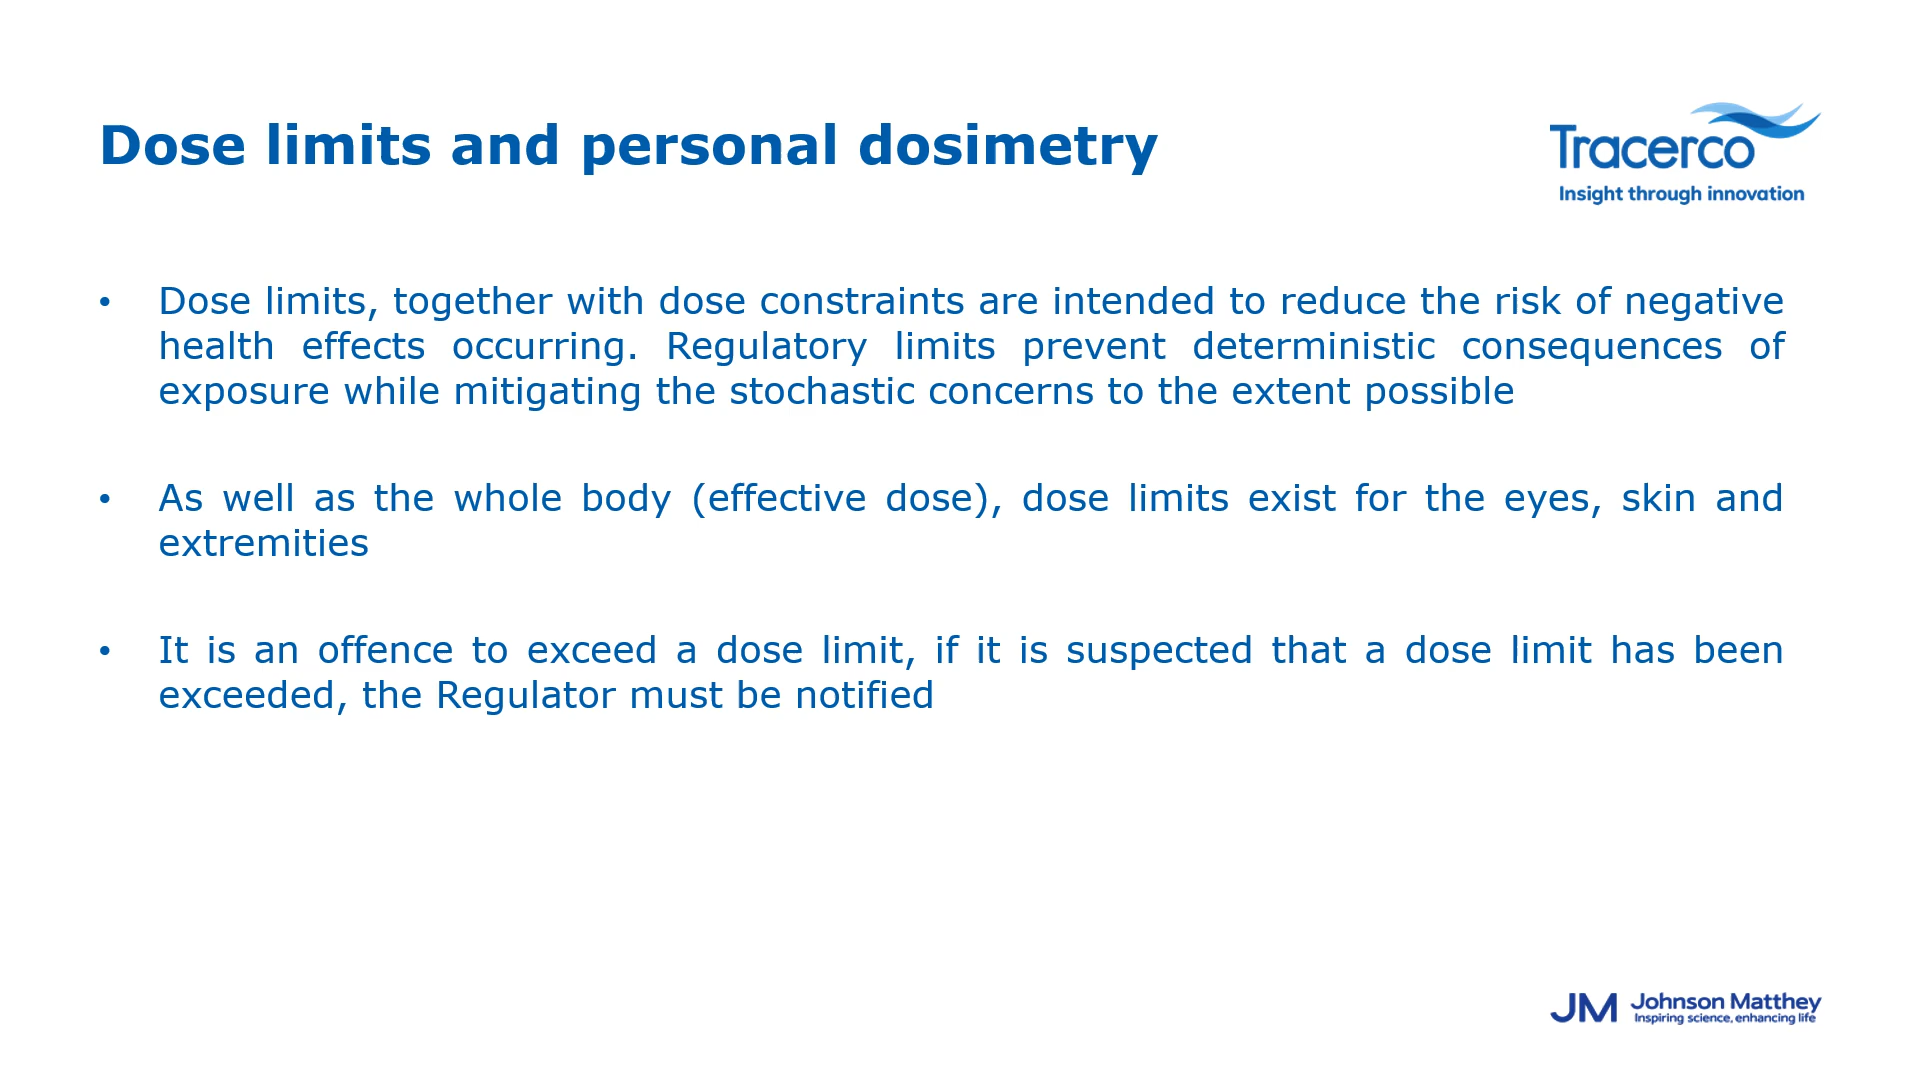 Dose limits and personal dosimetry
Tracerco
Insight through innovation
• Dose limits, together with dose constraints are intended to reduce the risk of negative
health effects occurring. Regulatory limits prevent deterministic consequences of
exposure while mitigating the stochastic concerns to the extent possible
• As well as the whole body (effective dose), dose limits exist for the eyes, skin and
extremities
• It is an offence to exceed a dose limit, if it is suspected that a dose limit has been
exceeded, the Regulator must be notified
JM Johnson Matthey
Inspiring science, enhancing life